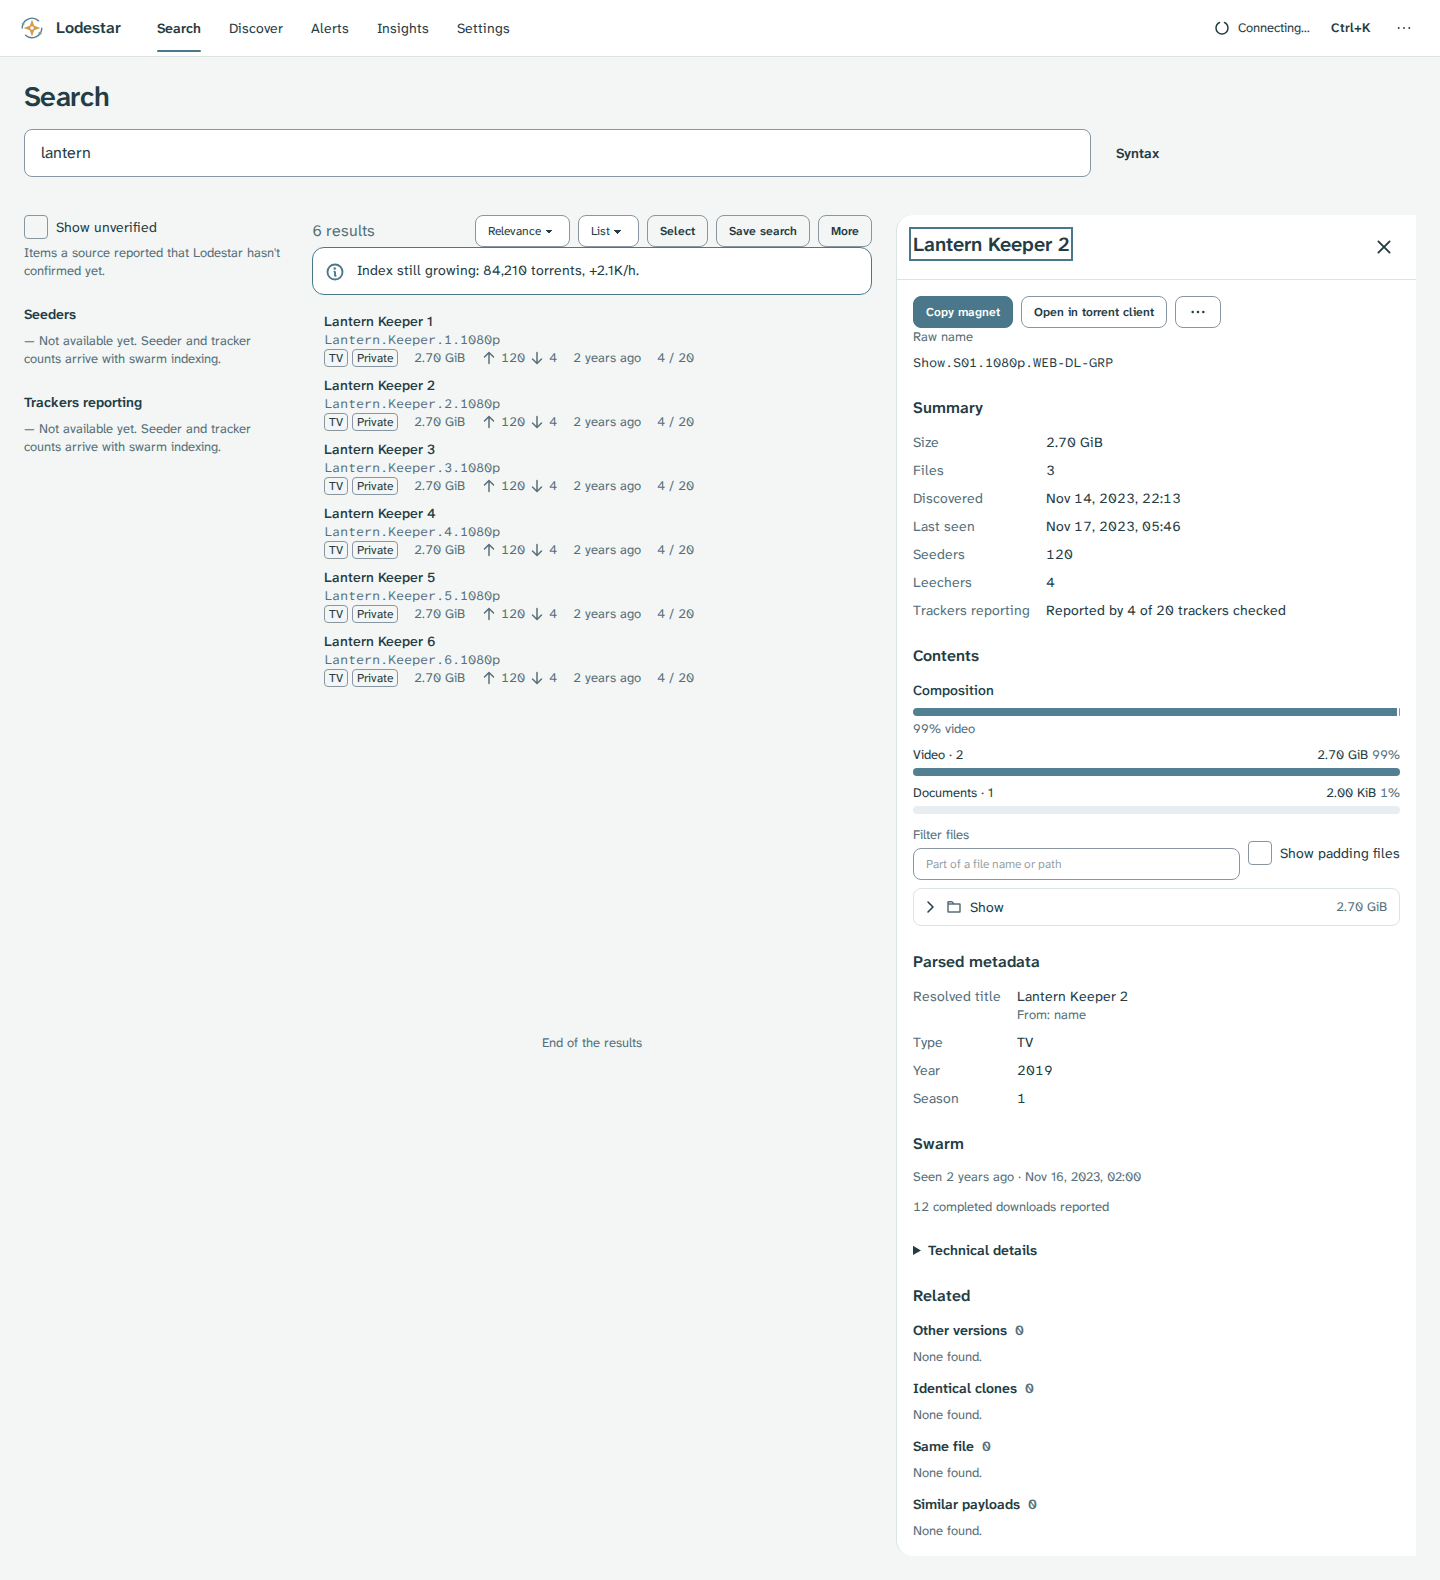 Lodestar
Search
Discover
Alerts
Insights
Settings
Connecting...
Ctrl+K
Search
lantern
Syntax
Show unverified
Items a source reported that Lodestar hasn't
confirmed yet.
Seeders
— Not available yet. Seeder and tracker
counts arrive with swarm indexing.
Trackers reporting
— Not available yet. Seeder and tracker
counts arrive with swarm indexing.
6 results
Relevance
List
Select
Save search
More
Index still growing: 84,210 torrents, +2.1K/h.
Lantern Keeper 1
Lantern.Keeper.1.1080p
TV Private 2.70 GiB ↑ 120 ↓ 4 2 years ago 4 / 20
Lantern Keeper 2
Lantern.Keeper.2.1080p
TV Private 2.70 GiB ↑ 120 ↓ 4 2 years ago 4 / 20
Lantern Keeper 3
Lantern.Keeper.3.1080p
TV Private 2.70 GiB ↑ 120 ↓ 4 2 years ago 4 / 20
Lantern Keeper 4
Lantern.Keeper.4.1080p
TV Private 2.70 GiB ↑ 120 ↓ 4 2 years ago 4 / 20
Lantern Keeper 5
Lantern.Keeper.5.1080p
TV Private 2.70 GiB ↑ 120 ↓ 4 2 years ago 4 / 20
Lantern Keeper 6
Lantern.Keeper.6.1080p
TV Private 2.70 GiB ↑ 120 ↓ 4 2 years ago 4 / 20
End of the results
Lantern Keeper 2
Copy magnet
Open in torrent client
Raw name
Show.S01.1080p.WEB-DL-GRP
Summary
Size 2.70 GiB
Files 3
Discovered Nov 14, 2023, 22:13
Last seen Nov 17, 2023, 05:46
Seeders 120
Leechers 4
Trackers reporting Reported by 4 of 20 trackers checked
Contents
Composition
99% video
Video · 2 2.70 GiB 99%
Documents · 1 2.00 KiB 1%
Filter files
Part of a file name or path
Show padding files
Show 2.70 GiB
Parsed metadata
Resolved title Lantern Keeper 2
From: name
Type TV
Year 2019
Season 1
Swarm
Seen 2 years ago · Nov 16, 2023, 02:00
12 completed downloads reported
Technical details
Related
Other versions 0
None found.
Identical clones 0
None found.
Same file 0
None found.
Similar payloads 0
None found.